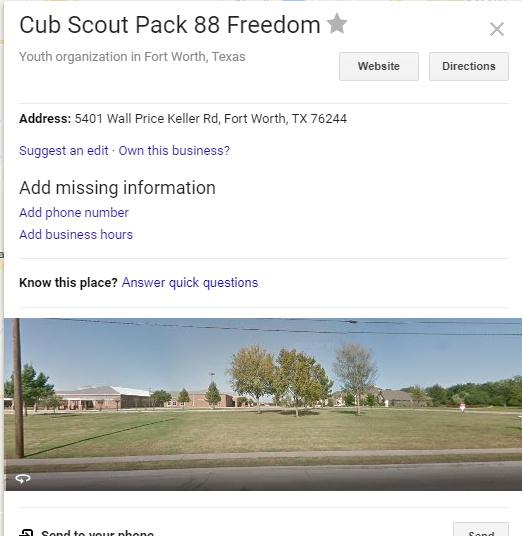 Cub Scout Pack 88 Freedom
Youth organization in Fort Worth, Texas
Website
Directions
Address: 5401 Wall Price Keller Rd, Fort Worth, TX 76244
Suggest an edit · Own this business?
Add missing information
Add phone number
Add business hours
Know this place? Answer quick questions
Send to your phone
Send